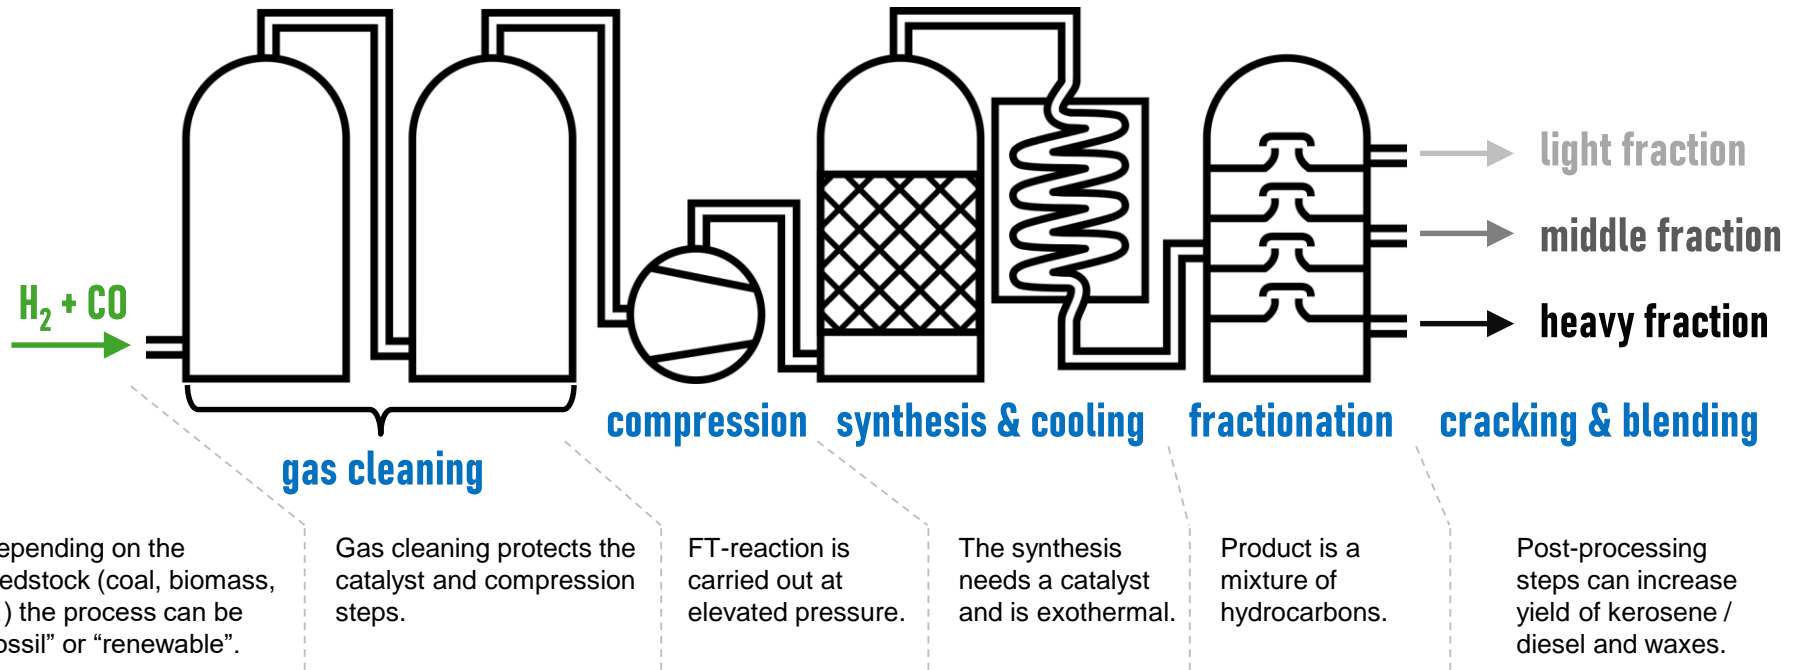 light fraction
middle fraction
H₂ + CO
heavy fraction
compression
synthesis & cooling
fractionation
cracking & blending
gas cleaning
epending on the
edstock (coal, biomass,
) the process can be
ossil” or “renewable”.
Gas cleaning protects the
catalyst and compression
steps.
FT-reaction is
carried out at
elevated pressure.
The synthesis
needs a catalyst
and is exothermal.
Product is a
mixture of
hydrocarbons.
Post-processing
steps can increase
yield of kerosene /
diesel and waxes.